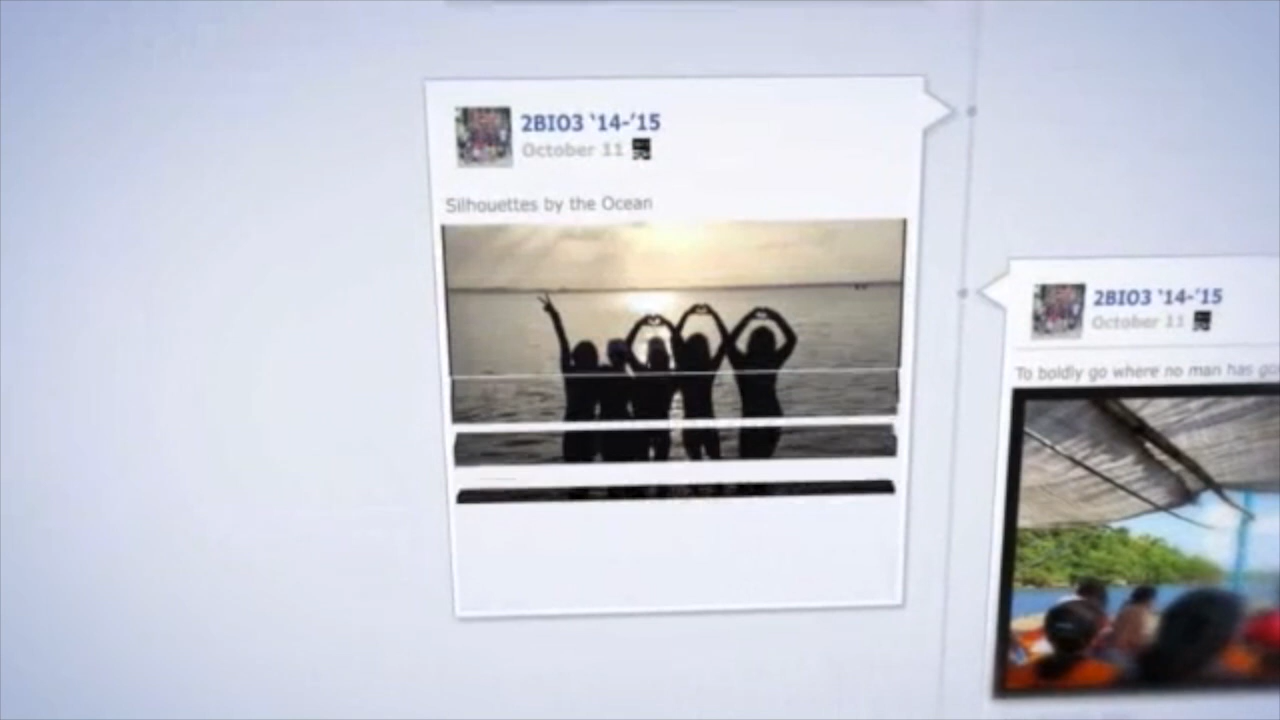 2BIO3 ‘14-’15
October 11
Silhouettes by the Ocean
2BIO3 ‘14-’15
October 11
To boldly go where no man has